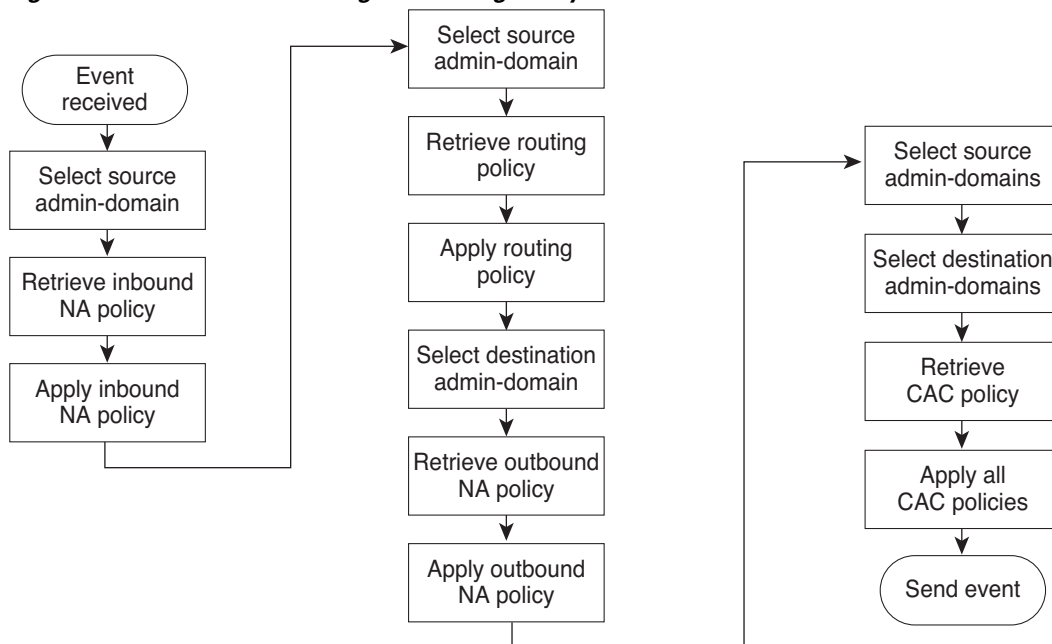 Event
received
Select source
admin-domain
Retrieve inbound
NA policy
Apply inbound
NA policy
Select source
admin-domain
Retrieve routing
policy
Apply routing
policy
Select destination
admin-domain
Retrieve outbound
NA policy
Apply outbound
NA policy
Select source
admin-domains
Select destination
admin-domains
Retrieve
CAC policy
Apply all
CAC policies
Send event